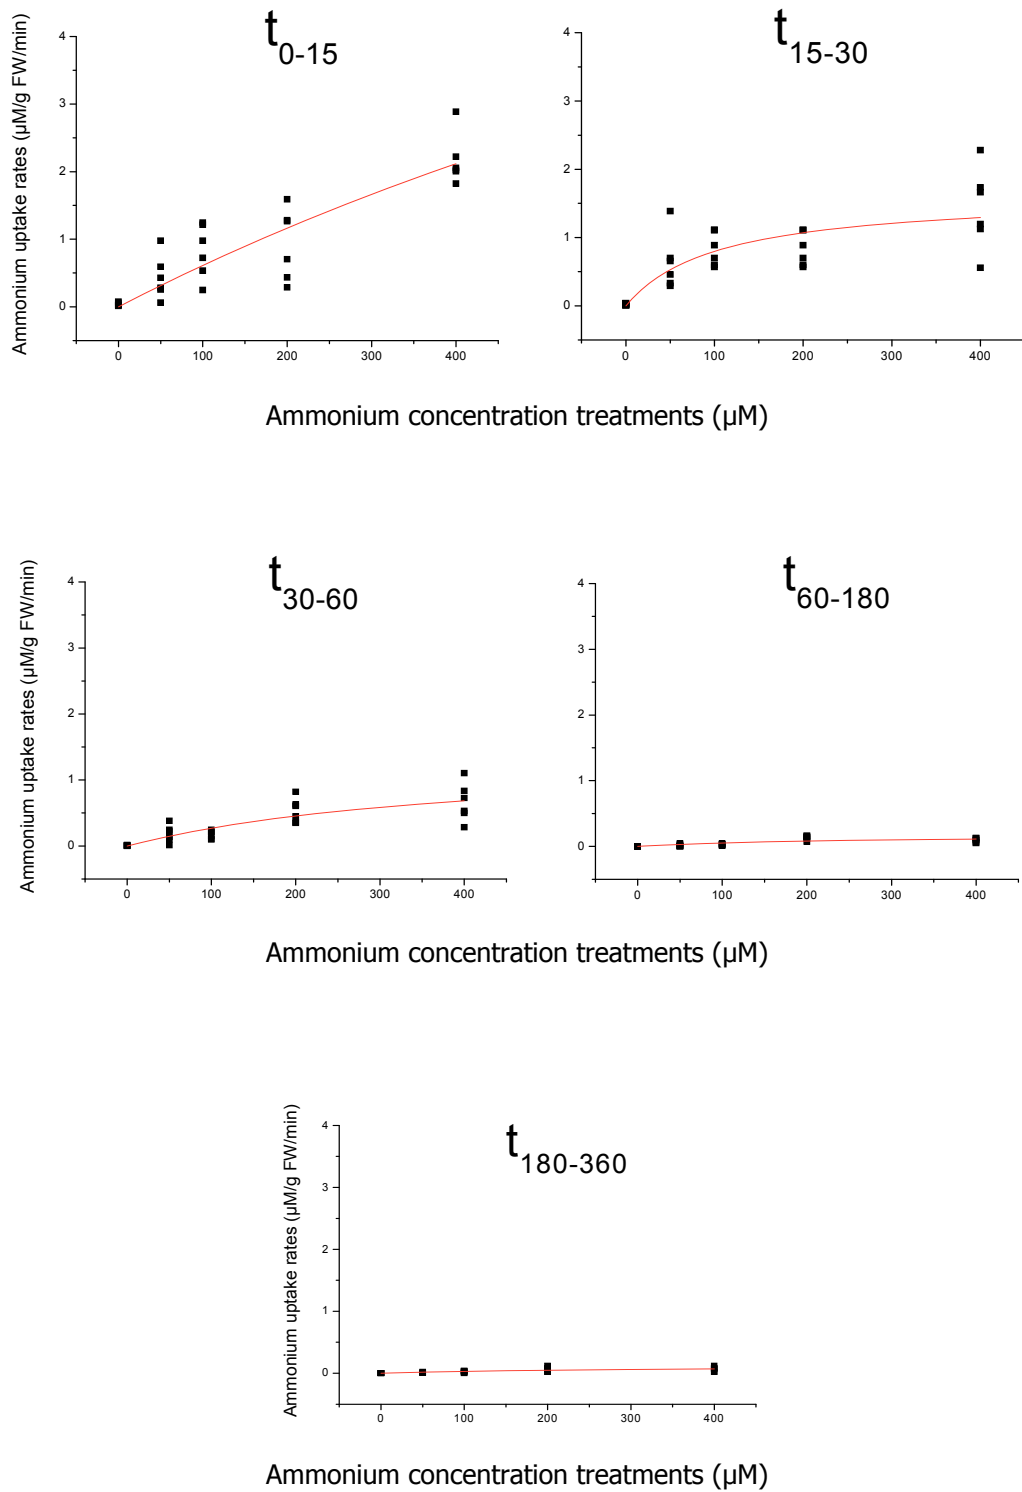 t0-15
t15-30
Ammonium uptake rates (µM/g FW/min)
4
3
2
1
0
0 100 200 300 400
4
3
2
1
0
0 100 200 300 400
Ammonium concentration treatments (µM)
t30-60
t60-180
Ammonium uptake rates (µM/g FW/min)
4
3
2
1
0
0 100 200 300 400
4
3
2
1
0
0 100 200 300 400
Ammonium concentration treatments (µM)
t180-360
Ammonium uptake rates (µM/g FW/min)
4
3
2
1
0
0 100 200 300 400
Ammonium concentration treatments (µM)